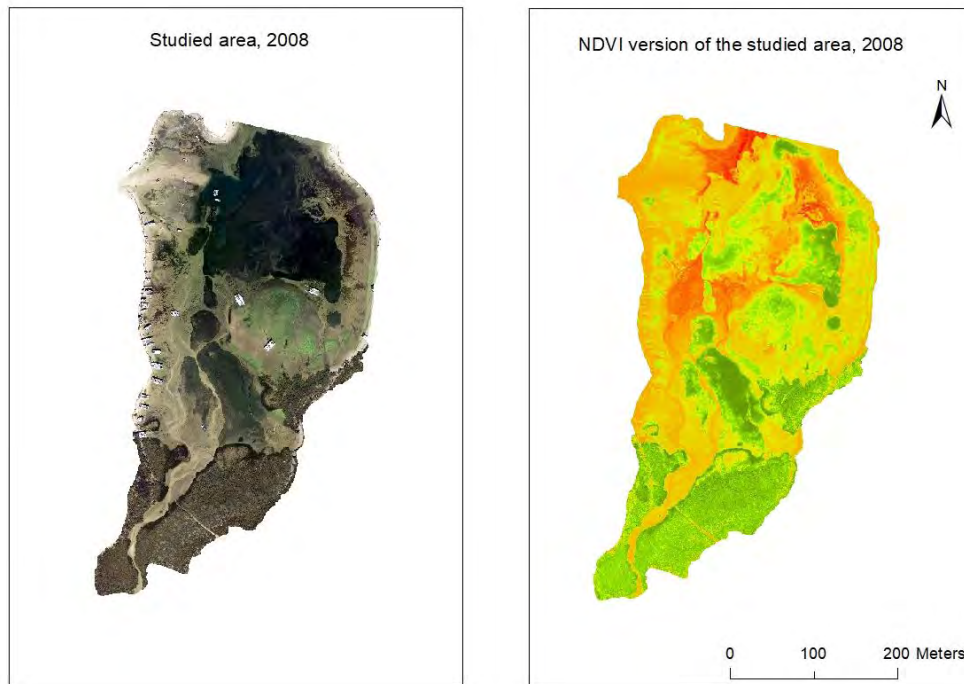 Studied area, 2008
NDVI version of the studied area, 2008
N
0 100 200 Meters